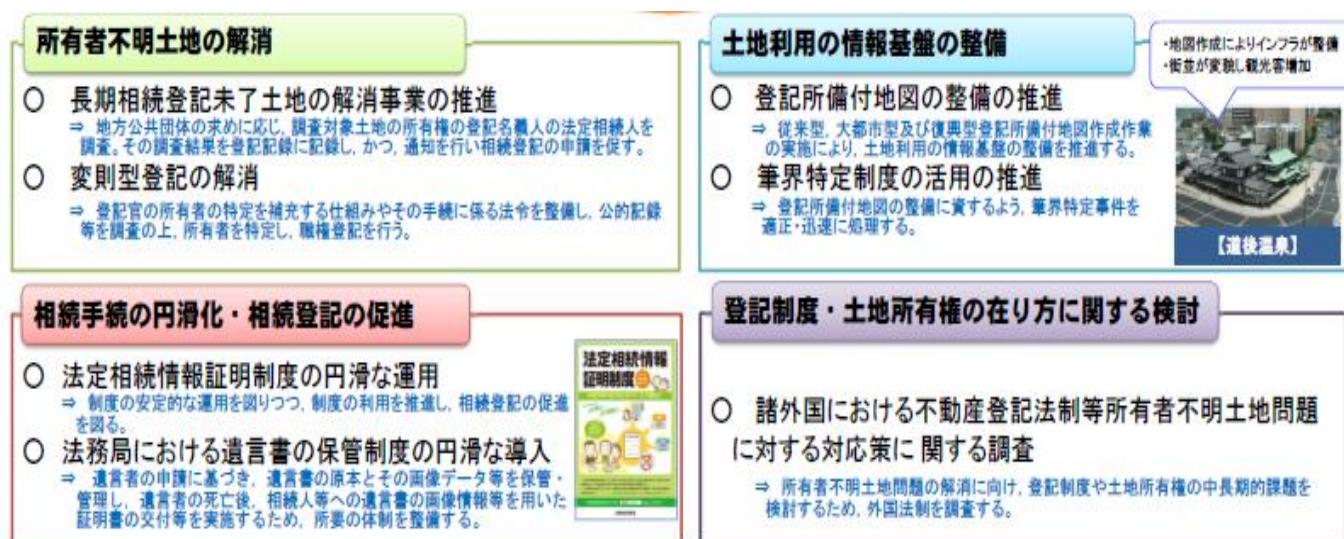 所有者不明土地の解消
○ 長期相続登記未了土地の解消事業の推進
⇒ 地方公共団体の求めに応じ，調査対象土地の所有権の登記名義人の法定相続人を
調査。その調査結果を登記記録に記録し，かつ，通知を行い相続登記の申請を促す。
○ 変則型登記の解消
⇒ 登記官の所有者の特定を補充する仕組みやその手続に係る法令を整備し，公的記録
等を調査の上，所有者を特定し，職権登記を行う。
土地利用の情報基盤の整備
・地図作成によりインフラが整備
・街並が変貌し観光客増加
○ 登記所備付地図の整備の推進
⇒ 従来型，大都市型及び復興型登記所備付地図作成作業
の実施により，土地利用の情報基盤の整備を推進する。
○ 筆界特定制度の活用の推進
⇒ 登記所備付地図の整備に資するよう，筆界特定事件を
適正・迅速に処理する。
【道後温泉】
相続手続の円滑化・相続登記の促進
○ 法定相続情報証明制度の円滑な運用
⇒ 制度の安定的な運用を図りつつ，制度の利用を推進し，相続登記の促進
を図る。
○ 法務局における遺言書の保管制度の円滑な導入
⇒ 遺言者の申請に基づき，遺言書の原本とその画像データ等を保管・
管理し，遺言者の死亡後，相続人等への遺言書の画像情報等を用いた
証明書の交付等を実施するため，所要の体制を整備する。
法定相続情報
証明制度
登記制度・土地所有権の在り方に関する検討
○ 諸外国における不動産登記法制等所有者不明土地問題
に対する対応策に関する調査
⇒ 所有者不明土地問題の解消に向け，登記制度や土地所有権の中長期的課題を
検討するため，外国法制を調査する。